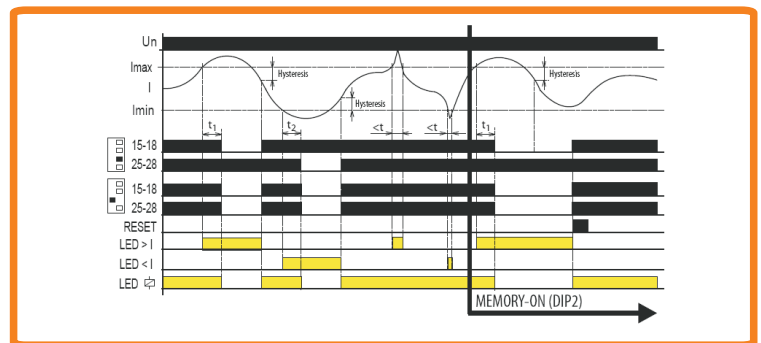 Un
Imax
Hysteresis
Hysteresis
I
Hysteresis
Imin
t1 t2 <t <t t1
15-18
25-28
15-18
25-28
RESET
LED > I
LED < I
LED
MEMORY-ON (DIP2)